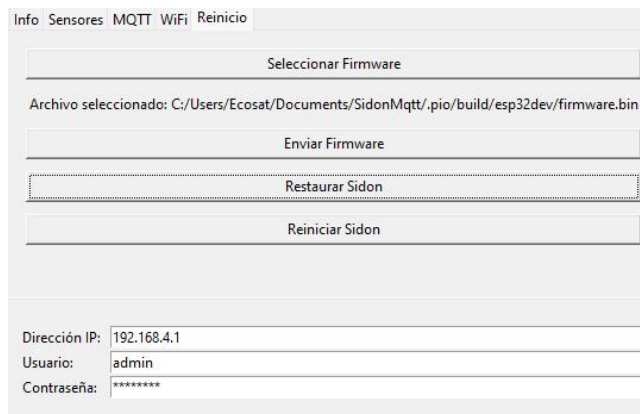 Info Sensores MQTT WiFi Reinicio
Seleccionar Firmware
Archivo seleccionado: C:/Users/Ecosat/Documents/SidonMqtt/.pio/build/esp32dev/firmware.bin
Enviar Firmware
Restaurar Sidon
Reiniciar Sidon
Dirección IP: 192.168.4.1
Usuario: admin
Contraseña: ********